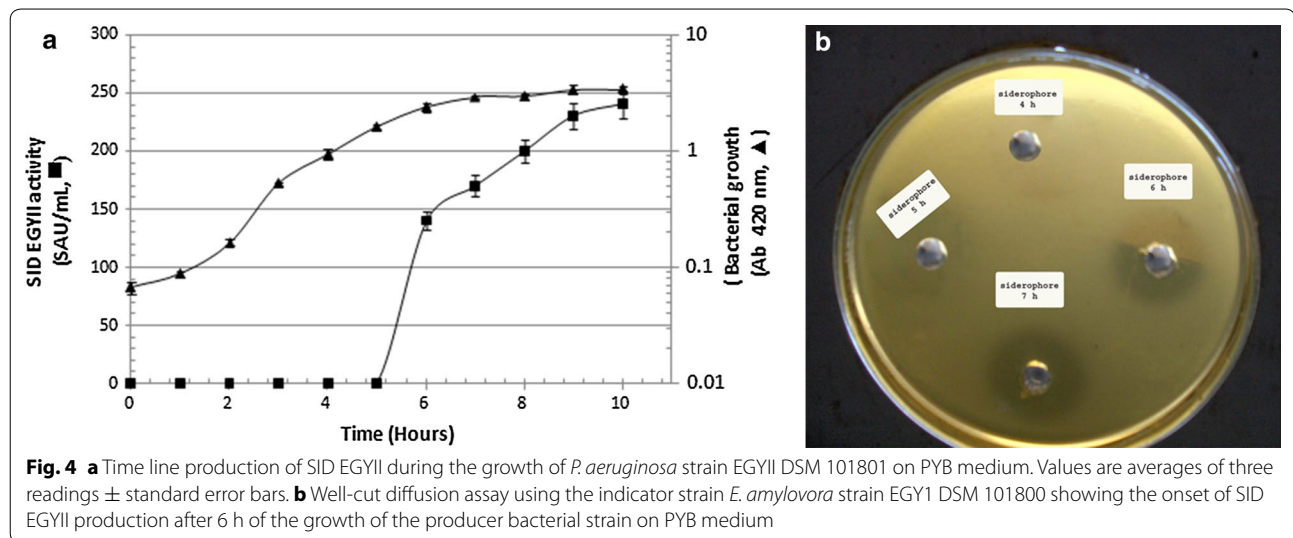 a
300
250
200
150
100
50
0
SID EGYII activity
(SAU/mL, ■)
0
2
4
6
8
10
Time (Hours)
10
1
0.1
0.01
( Bacterial growth
(Ab 420 nm, ▲)
b
siderophore
4 h
siderophore
5 h
siderophore
6 h
siderophore
7 h
Fig. 4 a Time line production of SID EGYII during the growth of P. aeruginosa strain EGYII DSM 101801 on PYB medium. Values are averages of three
readings ± standard error bars. b Well-cut diffusion assay using the indicator strain E. amylovora strain EGY1 DSM 101800 showing the onset of SID
EGYII production after 6 h of the growth of the producer bacterial strain on PYB medium